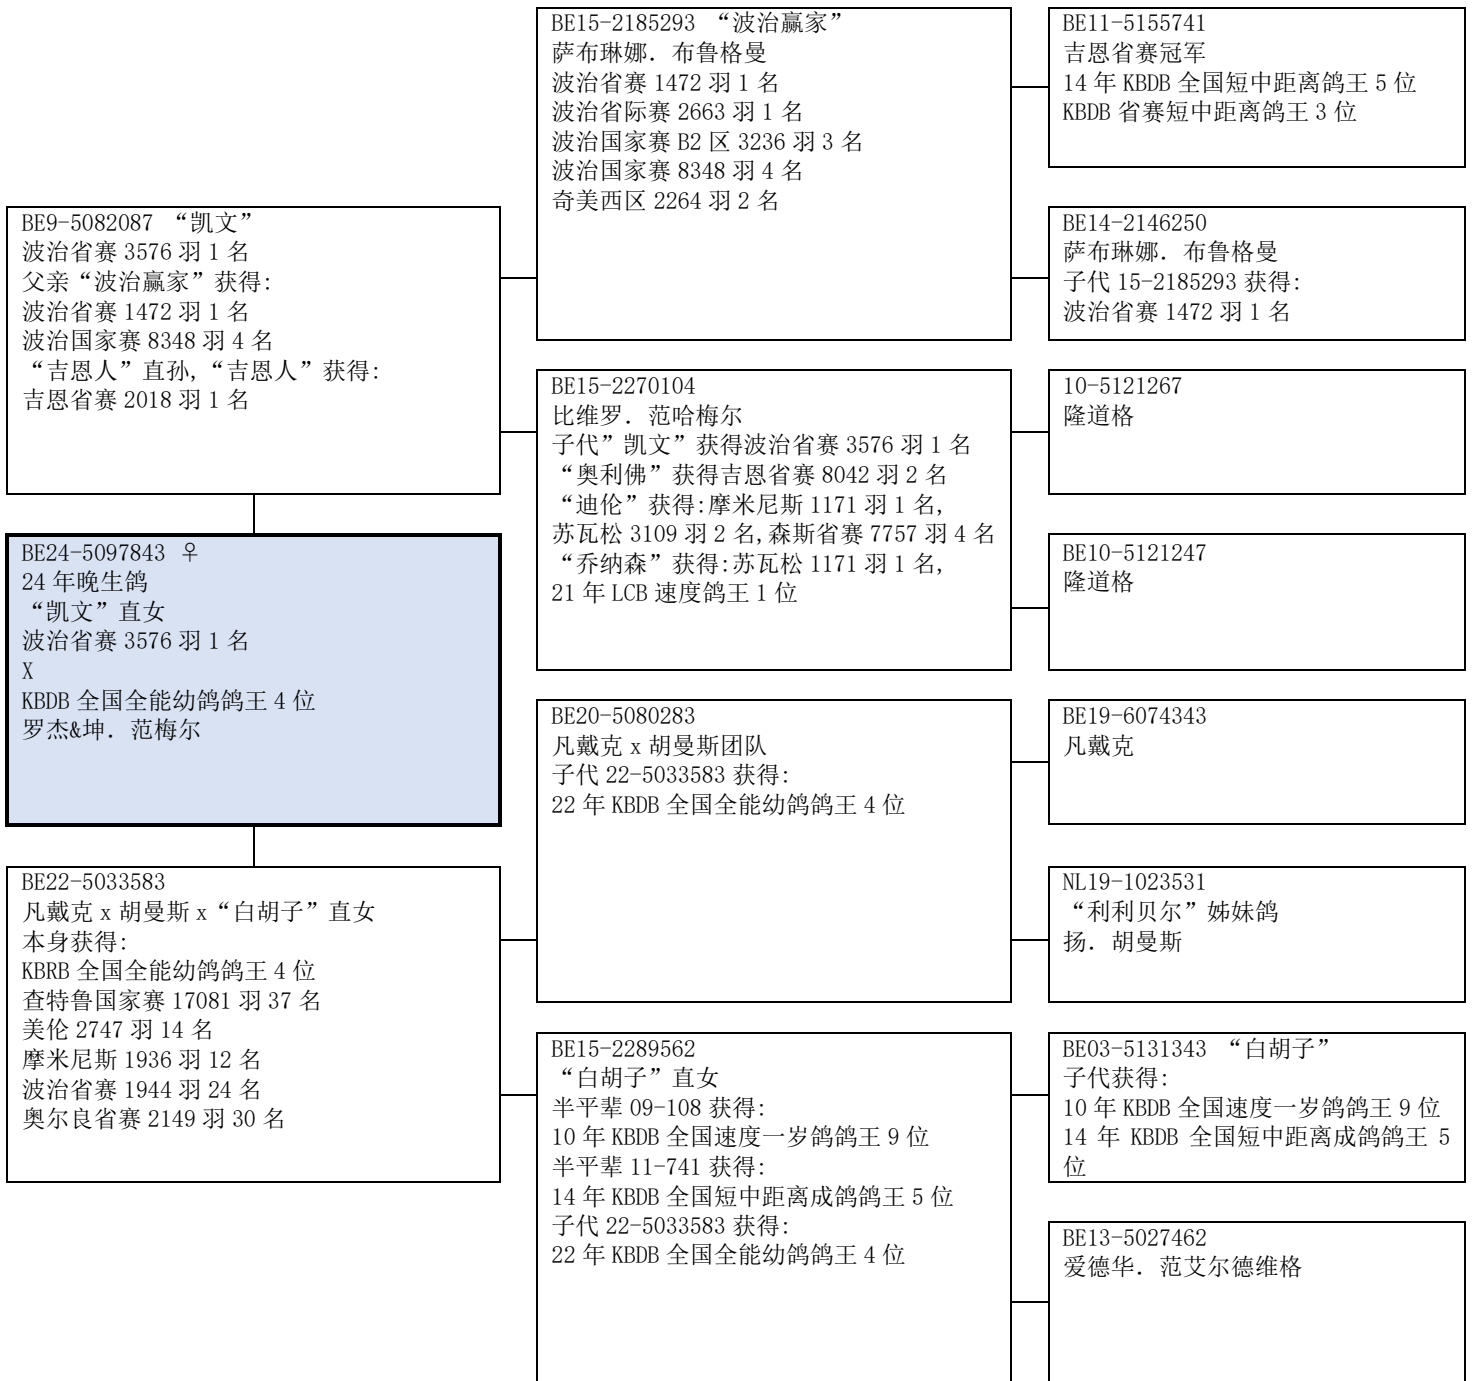 BE9-5082087 “凯文”
波治省赛 3576 羽 1 名
父亲“波治赢家”获得:
波治省赛 1472 羽 1 名
波治国家赛 8348 羽 4 名
“吉恩人”直孙,“吉恩人”获得:
吉恩省赛 2018 羽 1 名
BE24-5097843 ♀
24 年晚生鸽
“凯文”直女
波治省赛 3576 羽 1 名
X
KBDB 全国全能幼鸽鸽王 4 位
罗杰&坤. 范梅尔
BE22-5033583
凡戴克 x 胡曼斯 x“白胡子”直女
本身获得:
KBRB 全国全能幼鸽鸽王 4 位
查特鲁国家赛 17081 羽 37 名
美伦 2747 羽 14 名
摩米尼斯 1936 羽 12 名
波治省赛 1944 羽 24 名
奥尔良省赛 2149 羽 30 名
BE15-2185293 “波治赢家”
萨布琳娜. 布鲁格曼
波治省赛 1472 羽 1 名
波治省际赛 2663 羽 1 名
波治国家赛 B2 区 3236 羽 3 名
波治国家赛 8348 羽 4 名
奇美西区 2264 羽 2 名
BE15-2270104
比维罗. 范哈梅尔
子代”凯文”获得波治省赛 3576 羽 1 名
“奥利佛”获得吉恩省赛 8042 羽 2 名
“迪伦”获得:摩米尼斯 1171 羽 1 名,
苏瓦松 3109 羽 2 名,森斯省赛 7757 羽 4 名
“乔纳森”获得:苏瓦松 1171 羽 1 名,
21 年 LCB 速度鸽王 1 位
BE20-5080283
凡戴克 x 胡曼斯团队
子代 22-5033583 获得:
22 年 KBDB 全国全能幼鸽鸽王 4 位
BE15-2289562
“白胡子”直女
半平辈 09-108 获得:
10 年 KBDB 全国速度一岁鸽鸽王 9 位
半平辈 11-741 获得:
14 年 KBDB 全国短中距离成鸽鸽王 5 位
子代 22-5033583 获得:
22 年 KBDB 全国全能幼鸽鸽王 4 位
BE11-5155741
吉恩省赛冠军
14 年 KBDB 全国短中距离鸽王 5 位
KBDB 省赛短中距离鸽王 3 位
BE14-2146250
萨布琳娜. 布鲁格曼
子代 15-2185293 获得:
波治省赛 1472 羽 1 名
10-5121267
隆道格
BE10-5121247
隆道格
BE19-6074343
凡戴克
NL19-1023531
“利利贝尔”姊妹鸽
扬. 胡曼斯
BE03-5131343 “白胡子”
子代获得:
10 年 KBDB 全国速度一岁鸽鸽王 9 位
14 年 KBDB 全国短中距离成鸽鸽王 5
位
BE13-5027462
爱德华. 范艾尔德维格